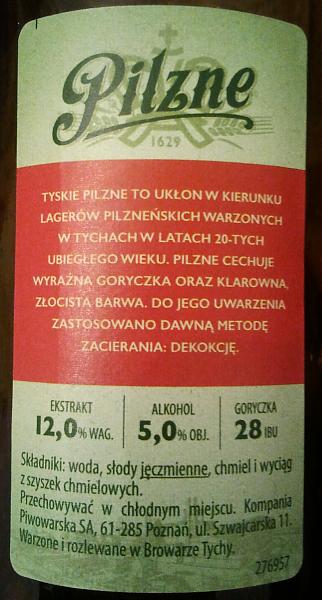 Pilzne
1629
TYSKIE PILZNE TO UKŁON W KIERUNKU
LAGERÓW PILZNEŃSKICH WARZONYCH
W TYCHACH W LATACH 20-TYCH
UBIEGŁEGO WIEKU. PILZNE CECHUJE
WYRAŹNA GORYCZKA ORAZ KLAROWNA,
ZŁOCISTA BARWA. DO JEGO UWARZENIA
ZASTOSOWANO DAWNĄ METODĘ
ZACIERANIA: DEKOKCJĘ.
EKSTRAKT ALKOHOL GORYCZKA
12,0% WAG. 5,0% OBJ. 28 IBU
Składniki: woda, słody jęczmienne, chmiel i wyciąg
z szyszek chmielowych.
Przechowywać w chłodnym miejscu. Kompania
Piwowarska SA, 61-285 Poznań, ul. Szwajcarska 11.
Warzone i rozlewane w Browarze Tychy.
276957